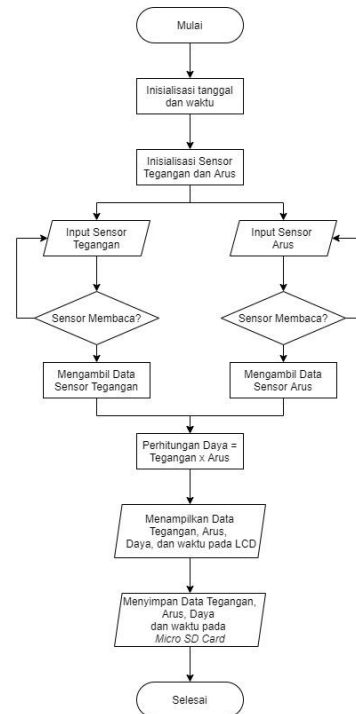 Mulai
Inisialisasi tanggal
dan waktu
Inisialisasi Sensor
Tegangan dan Arus
Input Sensor
Tegangan
Input Sensor
Arus
Sensor Membaca?
Sensor Membaca?
Mengambil Data
Sensor Tegangan
Mengambil Data
Sensor Arus
Perhitungan Daya =
Tegangan x Arus
Menampilkan Data
Tegangan, Arus,
Daya, dan waktu pada LCD
Menyimpan Data Tegangan,
Arus, Daya
dan waktu pada
Micro SD Card
Selesai